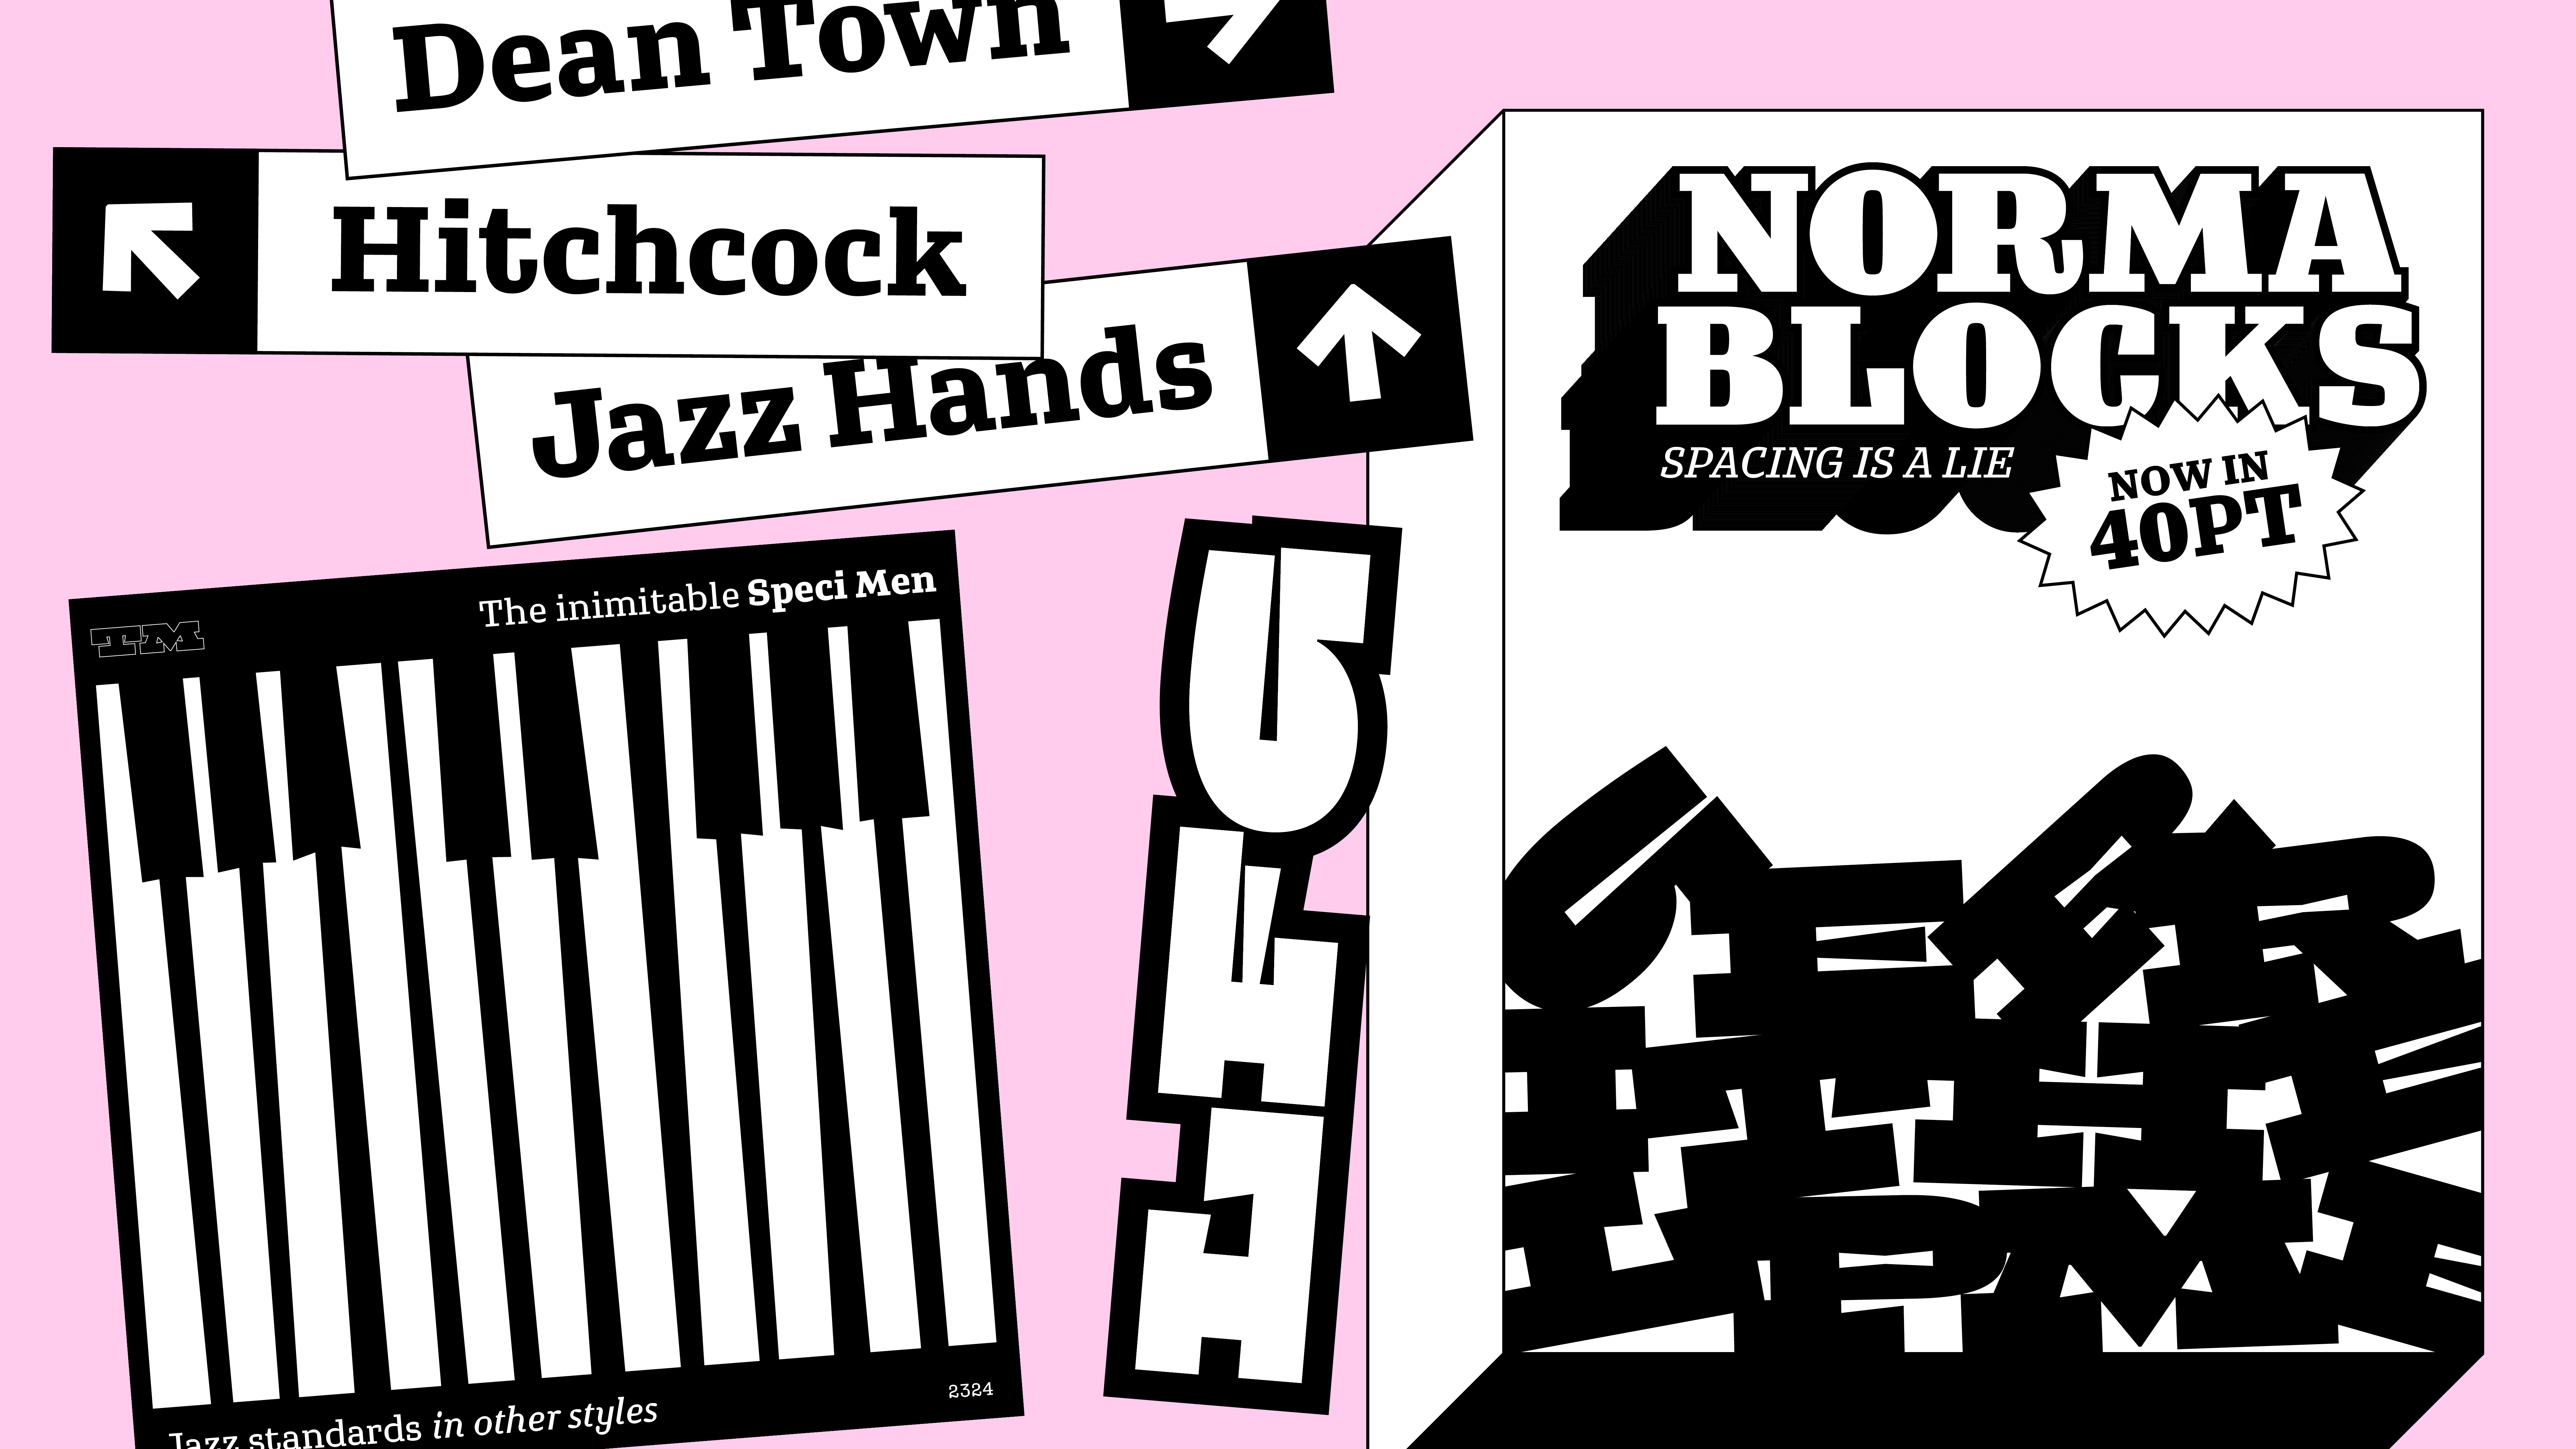 Dean Town
Hitchcock
Jazz Hands
NORMA
BLOCKS
SPACING IS A LIE
NOW IN
40PT
TM
The inimitable Speci Men
Jazz standards in other styles
2324